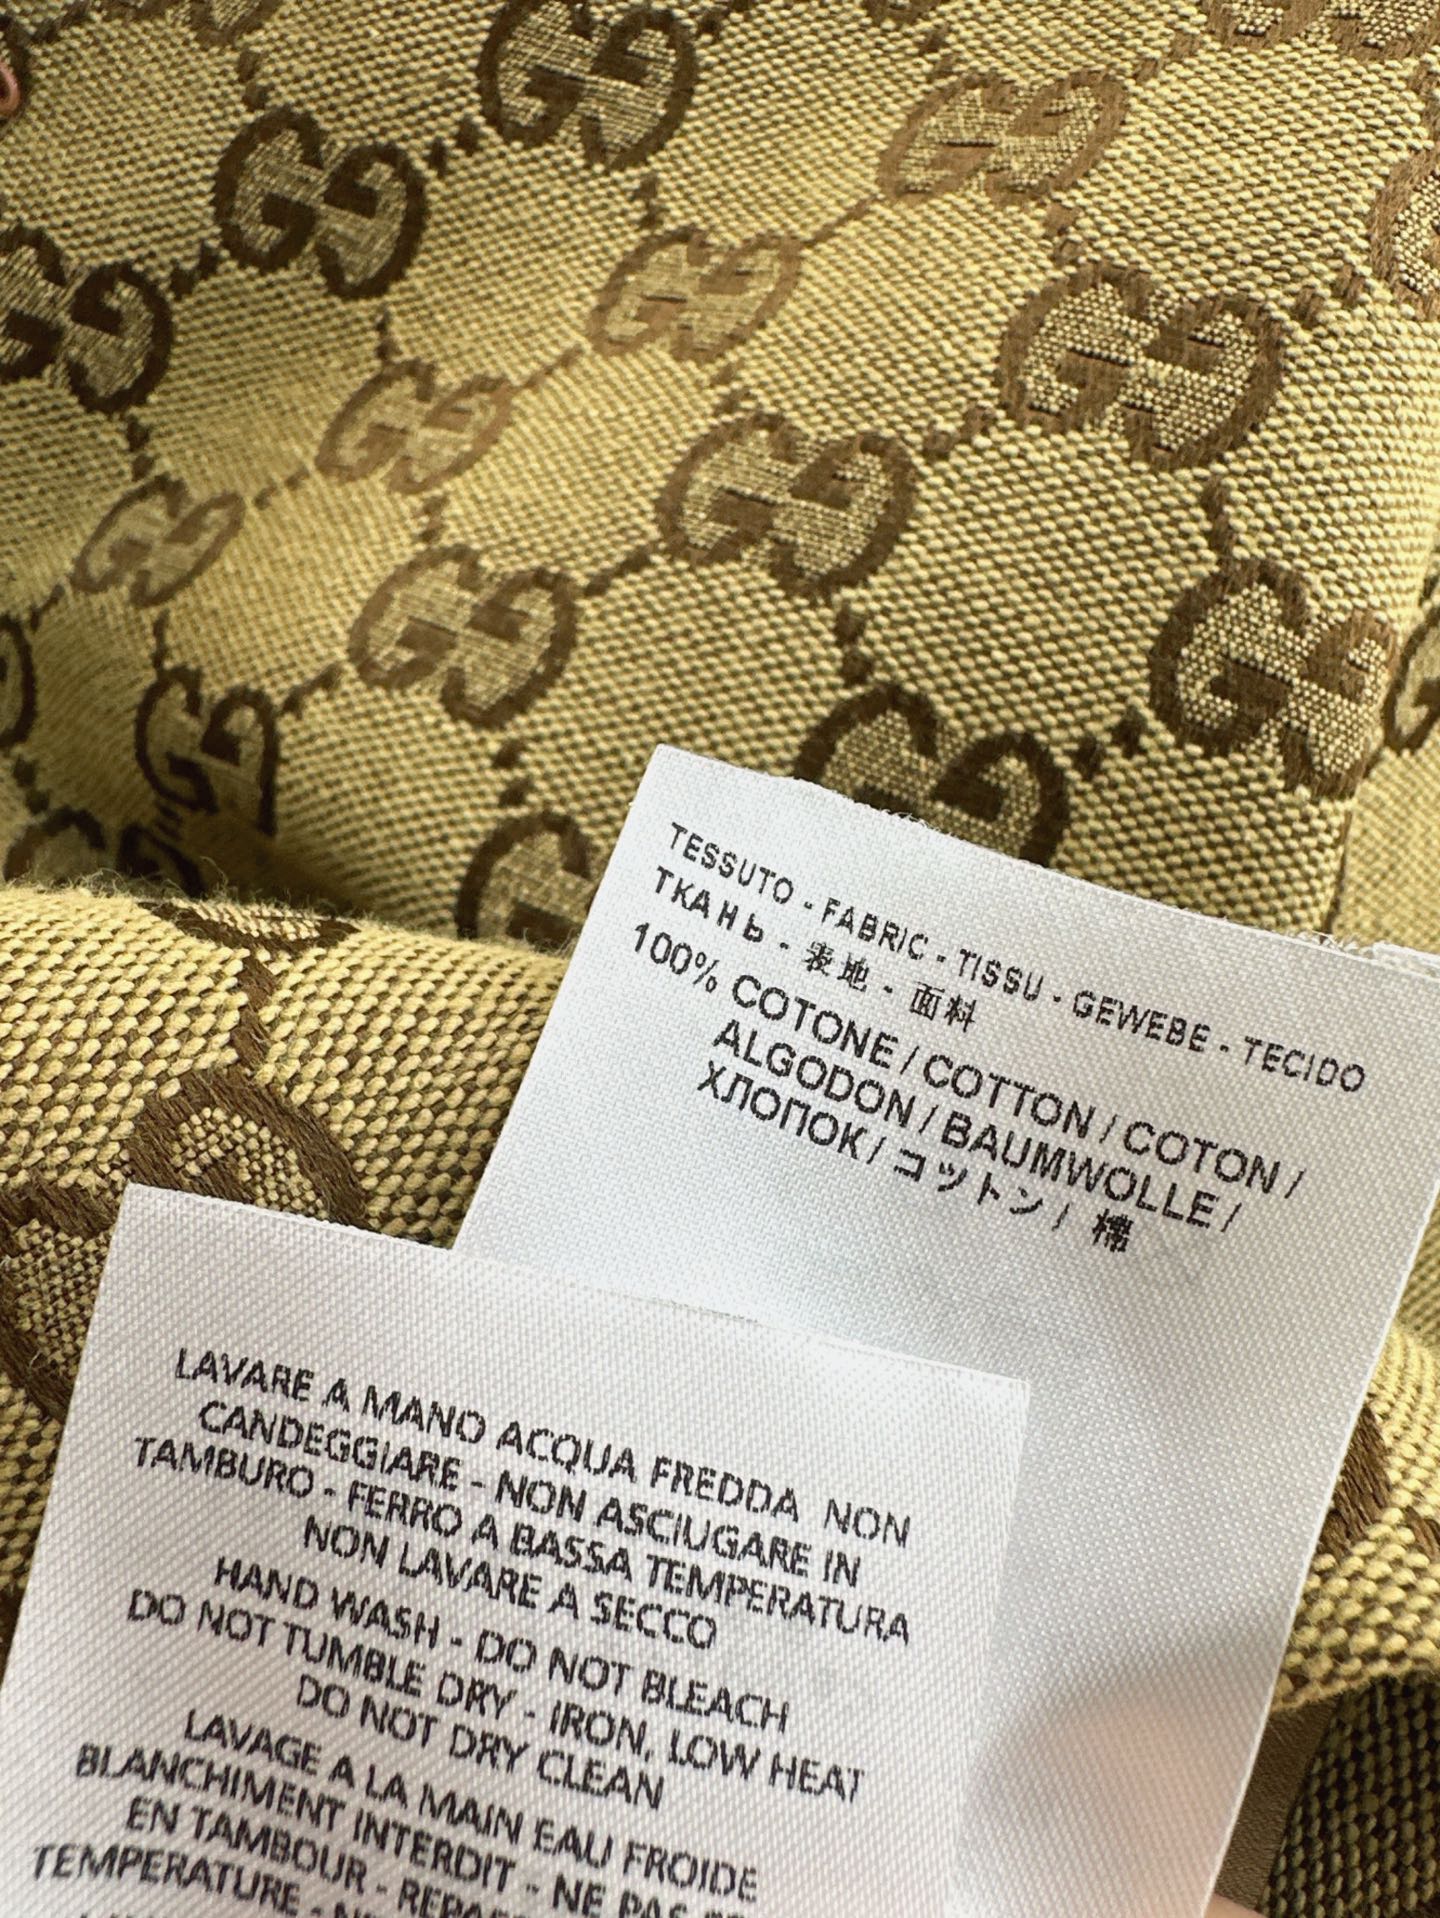 TESSUTO - FABRIC - TISSU - GEWEBE - TECIDO
ТКАНЬ - 表地 - 面料
100% COTONE / COTTON / COTON /
ALGODON / BAUMWOLLE /
ХЛОПОК / コットン / 棉
LAVARE A MANO ACQUA FREDDA NON
CANDEGGIARE - NON ASCIUGARE IN
TAMBURO - FERRO A BASSA TEMPERATURA
NON LAVARE A SECCO
HAND WASH - DO NOT BLEACH
DO NOT TUMBLE DRY - IRON, LOW HEAT
DO NOT DRY CLEAN
LAVAGE A LA MAIN EAU FROIDE
BLANCHIMENT INTERDIT - NE PAS
EN TAMBOUR -
TEMPERATURE -